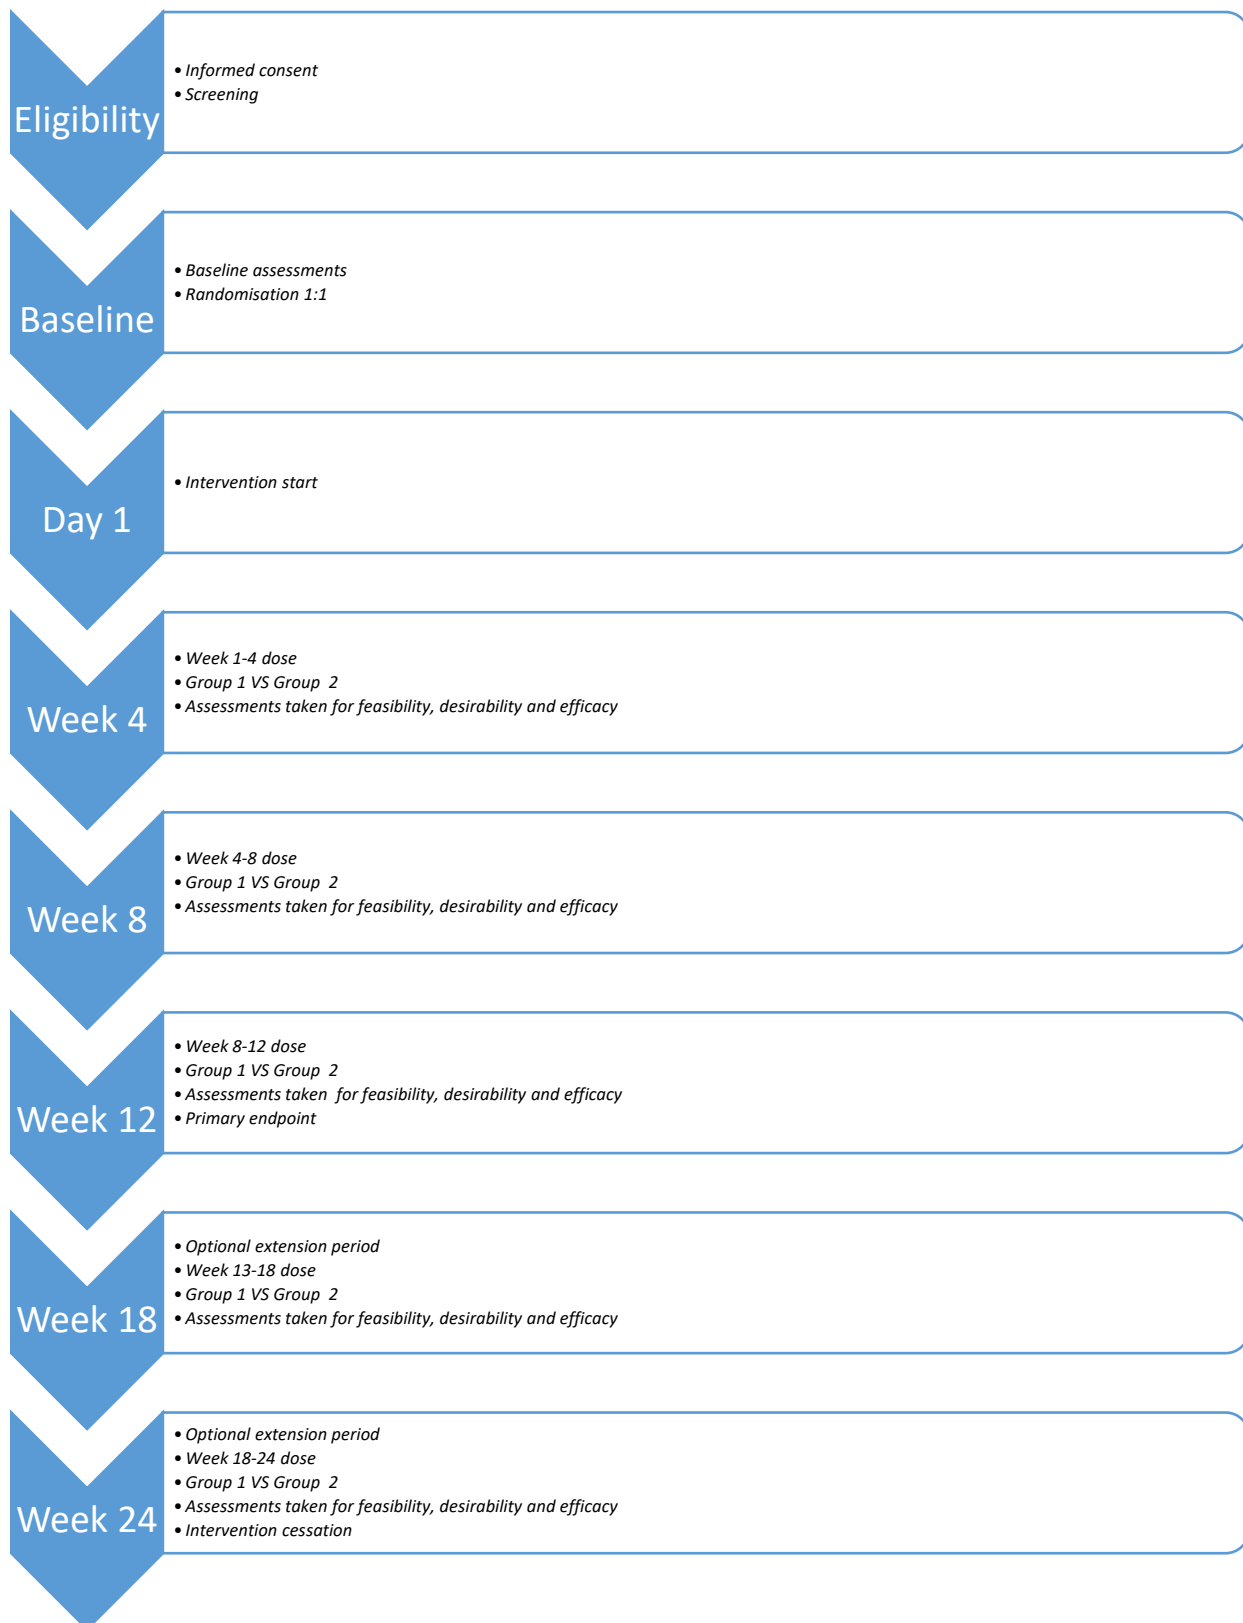 Eligibility
• Informed consent
• Screening
Baseline
• Baseline assessments
• Randomisation 1:1
Day 1
• Intervention start
Week 4
• Week 1-4 dose
• Group 1 VS Group  2
• Assessments taken for feasibility, desirability and efficacy
Week 8
• Week 4-8 dose
• Group 1 VS Group  2
• Assessments taken for feasibility, desirability and efficacy
Week 12
• Week 8-12 dose
• Group 1 VS Group  2
• Assessments taken  for feasibility, desirability and efficacy
• Primary endpoint
Week 18
• Optional extension period
• Week 13-18 dose
• Group 1 VS Group  2
• Assessments taken for feasibility, desirability and efficacy
Week 24
• Optional extension period
• Week 18-24 dose
• Group 1 VS Group  2
• Assessments taken for feasibility, desirability and efficacy
• Intervention cessation